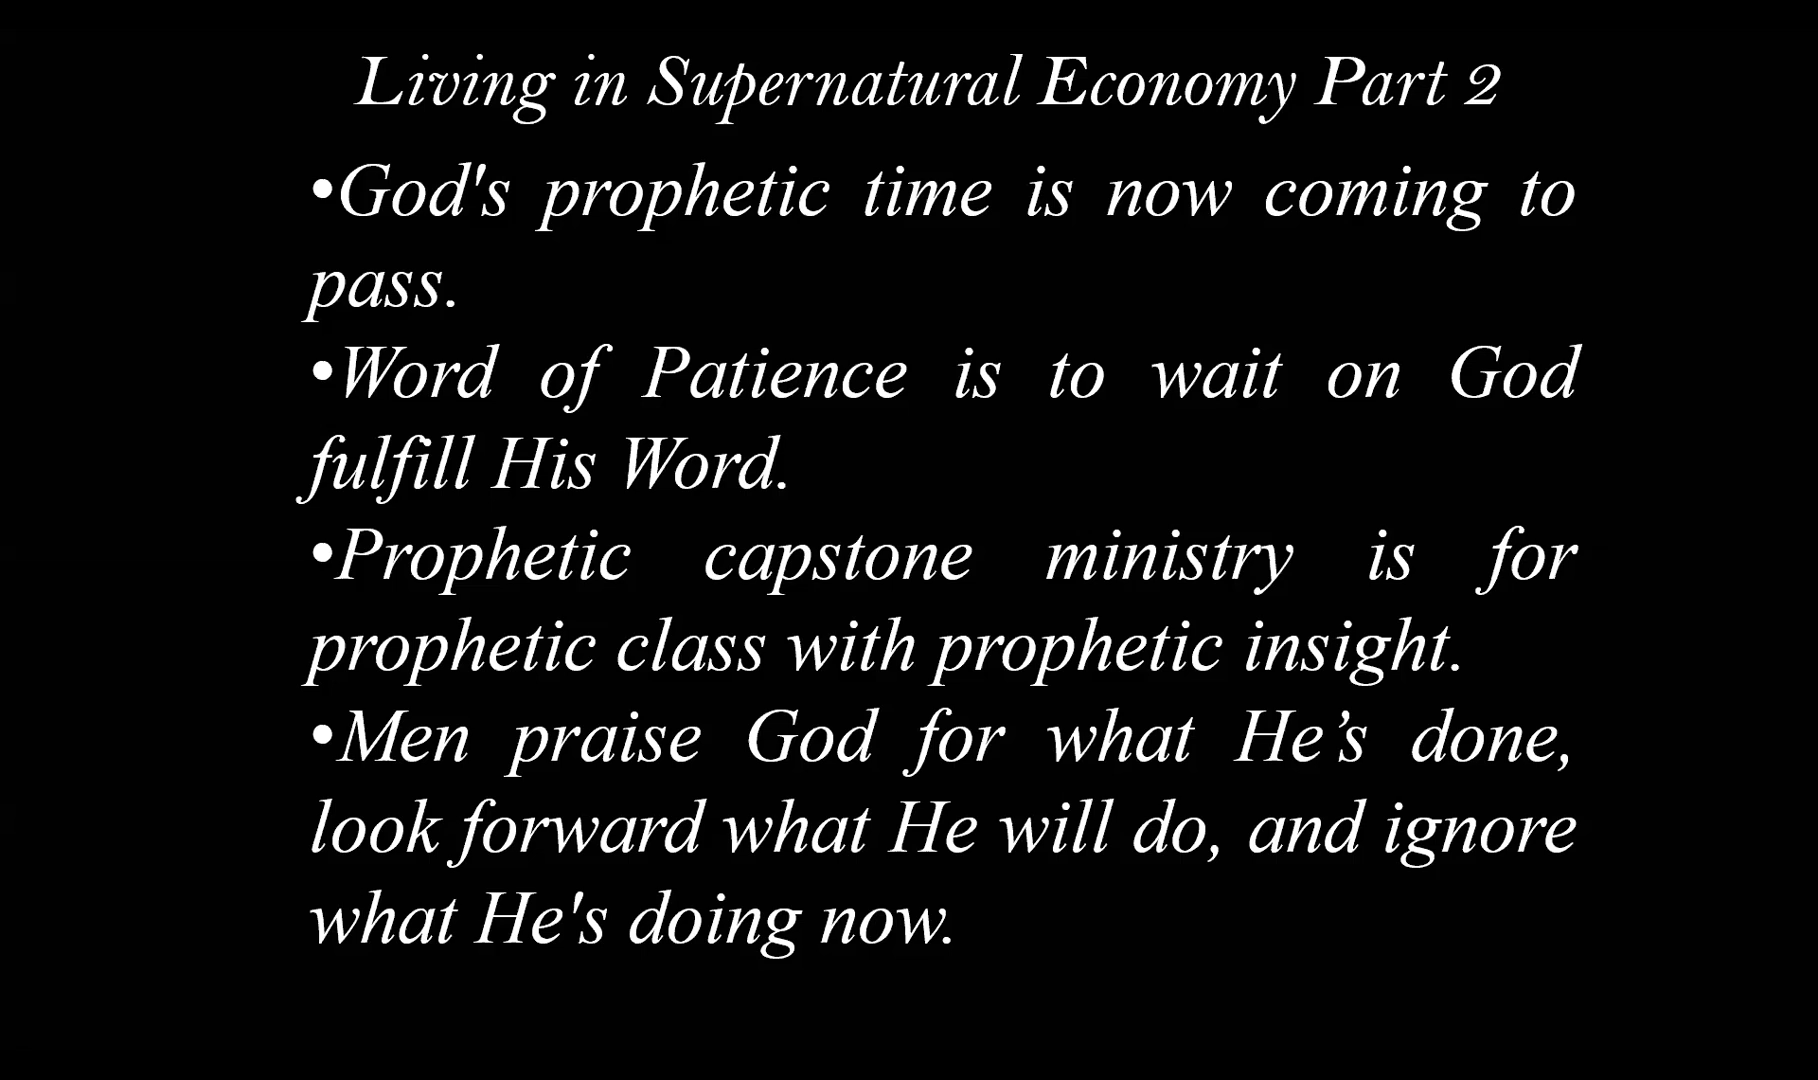 Living in Supernatural Economy Part 2
•God's prophetic time is now coming to
pass.
•Word of Patience is to wait on God
fulfill His Word.
•Prophetic capstone ministry is for
prophetic class with prophetic insight.
•Men praise God for what He’s done,
look forward what He will do, and ignore
what He's doing now.